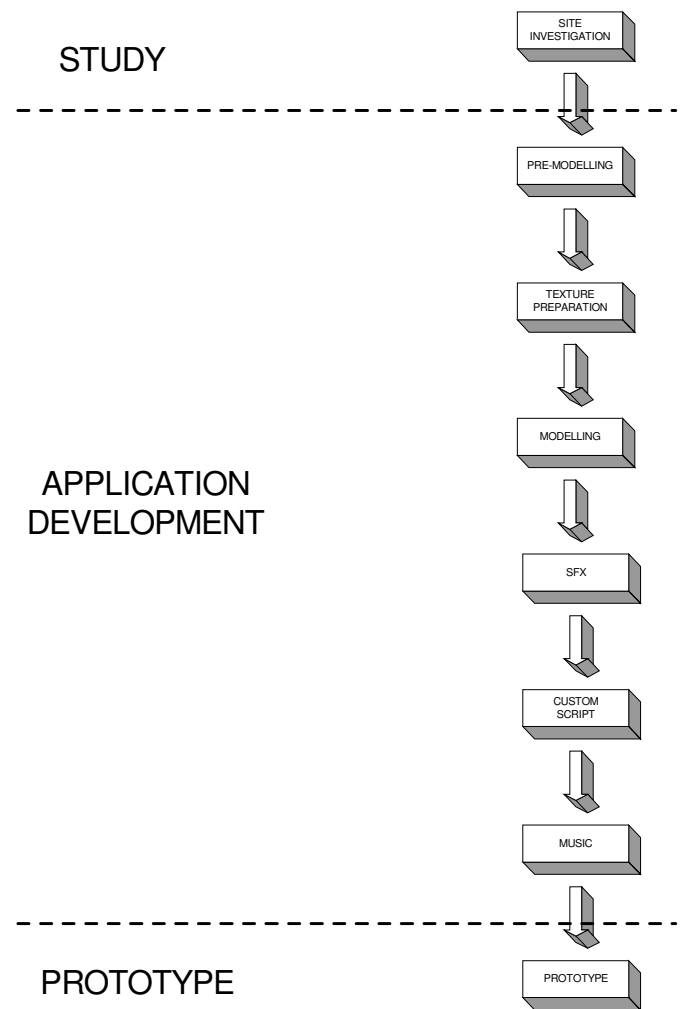 STUDY
SITE
INVESTIGATION
PRE-MODELLING
TEXTURE
PREPARATION
MODELLING
APPLICATION
DEVELOPMENT
SFX
CUSTOM
SCRIPT
MUSIC
PROTOTYPE
PROTOTYPE